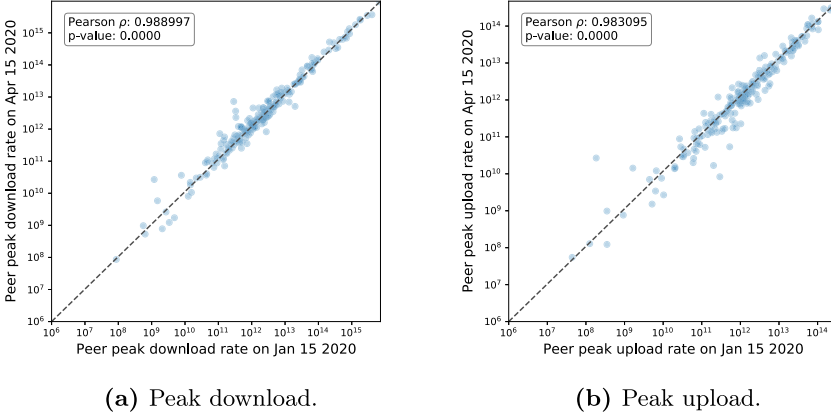 Pearson ρ: 0.988997
p-value: 0.0000
Peer peak download rate on Apr 15 2020
10^15
10^14
10^13
10^12
10^11
10^10
10^9
10^8
10^7
10^6
10^6 10^7 10^8 10^9 10^10 10^11 10^12 10^13 10^14 10^15
Peer peak download rate on Jan 15 2020
(a) Peak download.
Pearson ρ: 0.983095
p-value: 0.0000
Peer peak upload rate on Apr 15 2020
10^14
10^13
10^12
10^11
10^10
10^9
10^8
10^7
10^6
10^6 10^7 10^8 10^9 10^10 10^11 10^12 10^13 10^14
Peer peak upload rate on Jan 15 2020
(b) Peak upload.